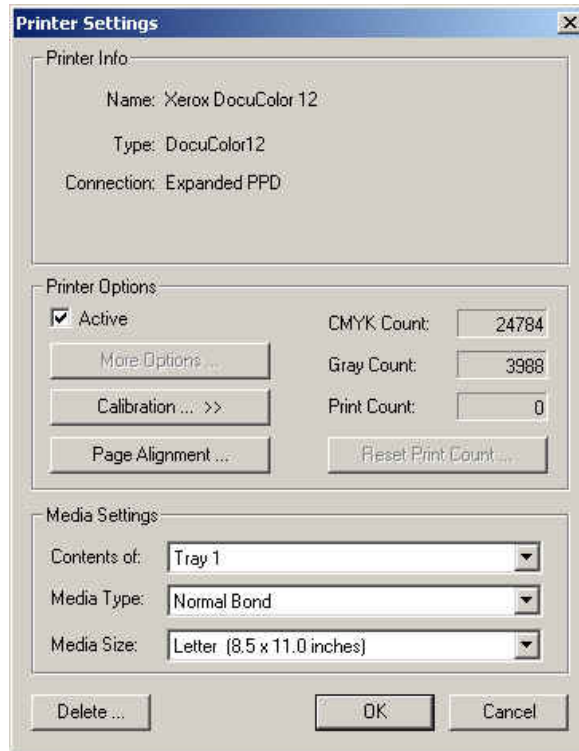 Printer Settings
Printer Info
Name: Xerox DocuColor 12
Type: DocuColor12
Connection: Expanded PPD
Printer Options
Active
CMYK Count: 24784
More Options ...
Gray Count: 3988
Calibration ... >>
Print Count: 0
Page Alignment ...
Reset Print Count ...
Media Settings
Contents of: Tray 1
Media Type: Normal Bond
Media Size: Letter (8.5 x 11.0 inches)
Delete ...
OK
Cancel